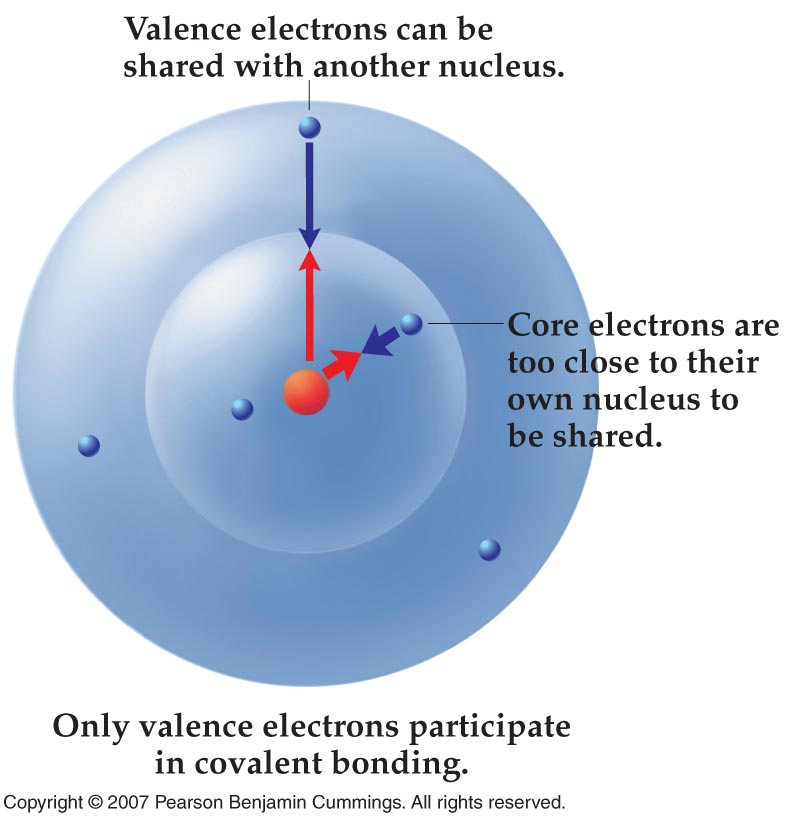 Valence electrons can be
shared with another nucleus.
Core electrons are
too close to their
own nucleus to
be shared.
Only valence electrons participate
in covalent bonding.
Copyright © 2007 Pearson Benjamin Cummings. All rights reserved.